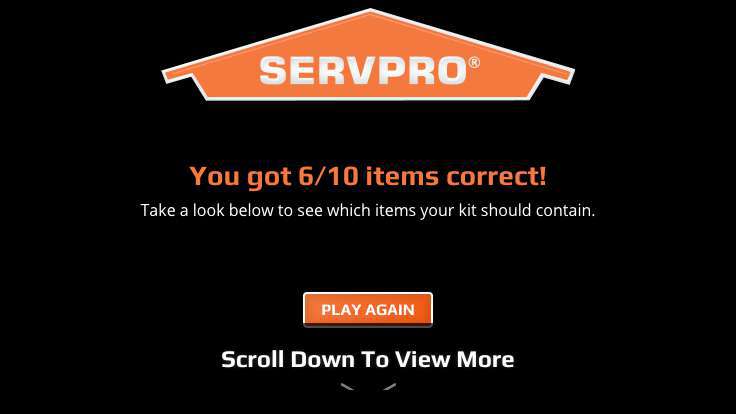 SERVPRO®
You got 6/10 items correct!
Take a look below to see which items your kit should contain.
PLAY AGAIN
Scroll Down To View More